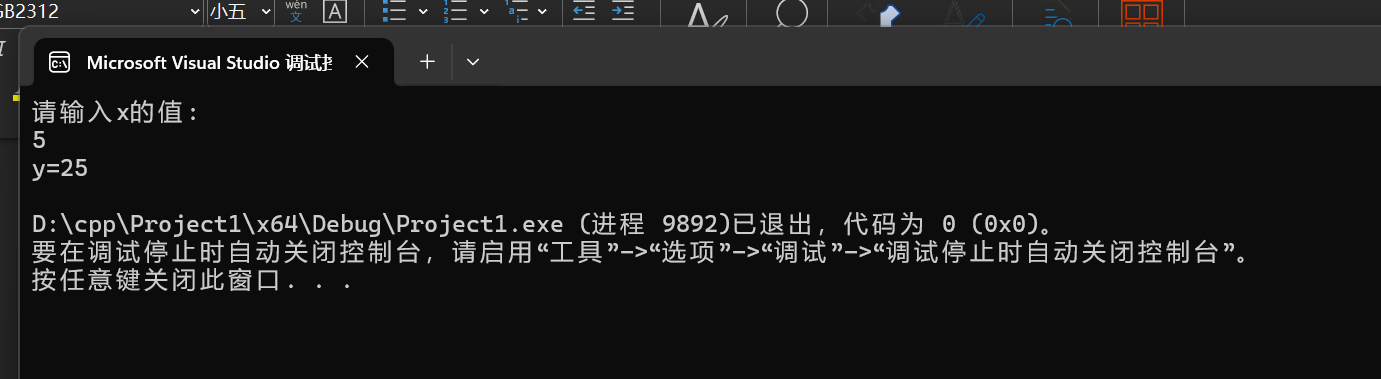 GB2312 小五 wén 文 A
Microsoft Visual Studio 调试控
请输入x的值：
5
y=25
D:\cpp\Project1\x64\Debug\Project1.exe (进程 9892)已退出，代码为 0 (0x0)。
要在调试停止时自动关闭控制台，请启用“工具”->“选项”->“调试”->“调试停止时自动关闭控制台”。
按任意键关闭此窗口. . .